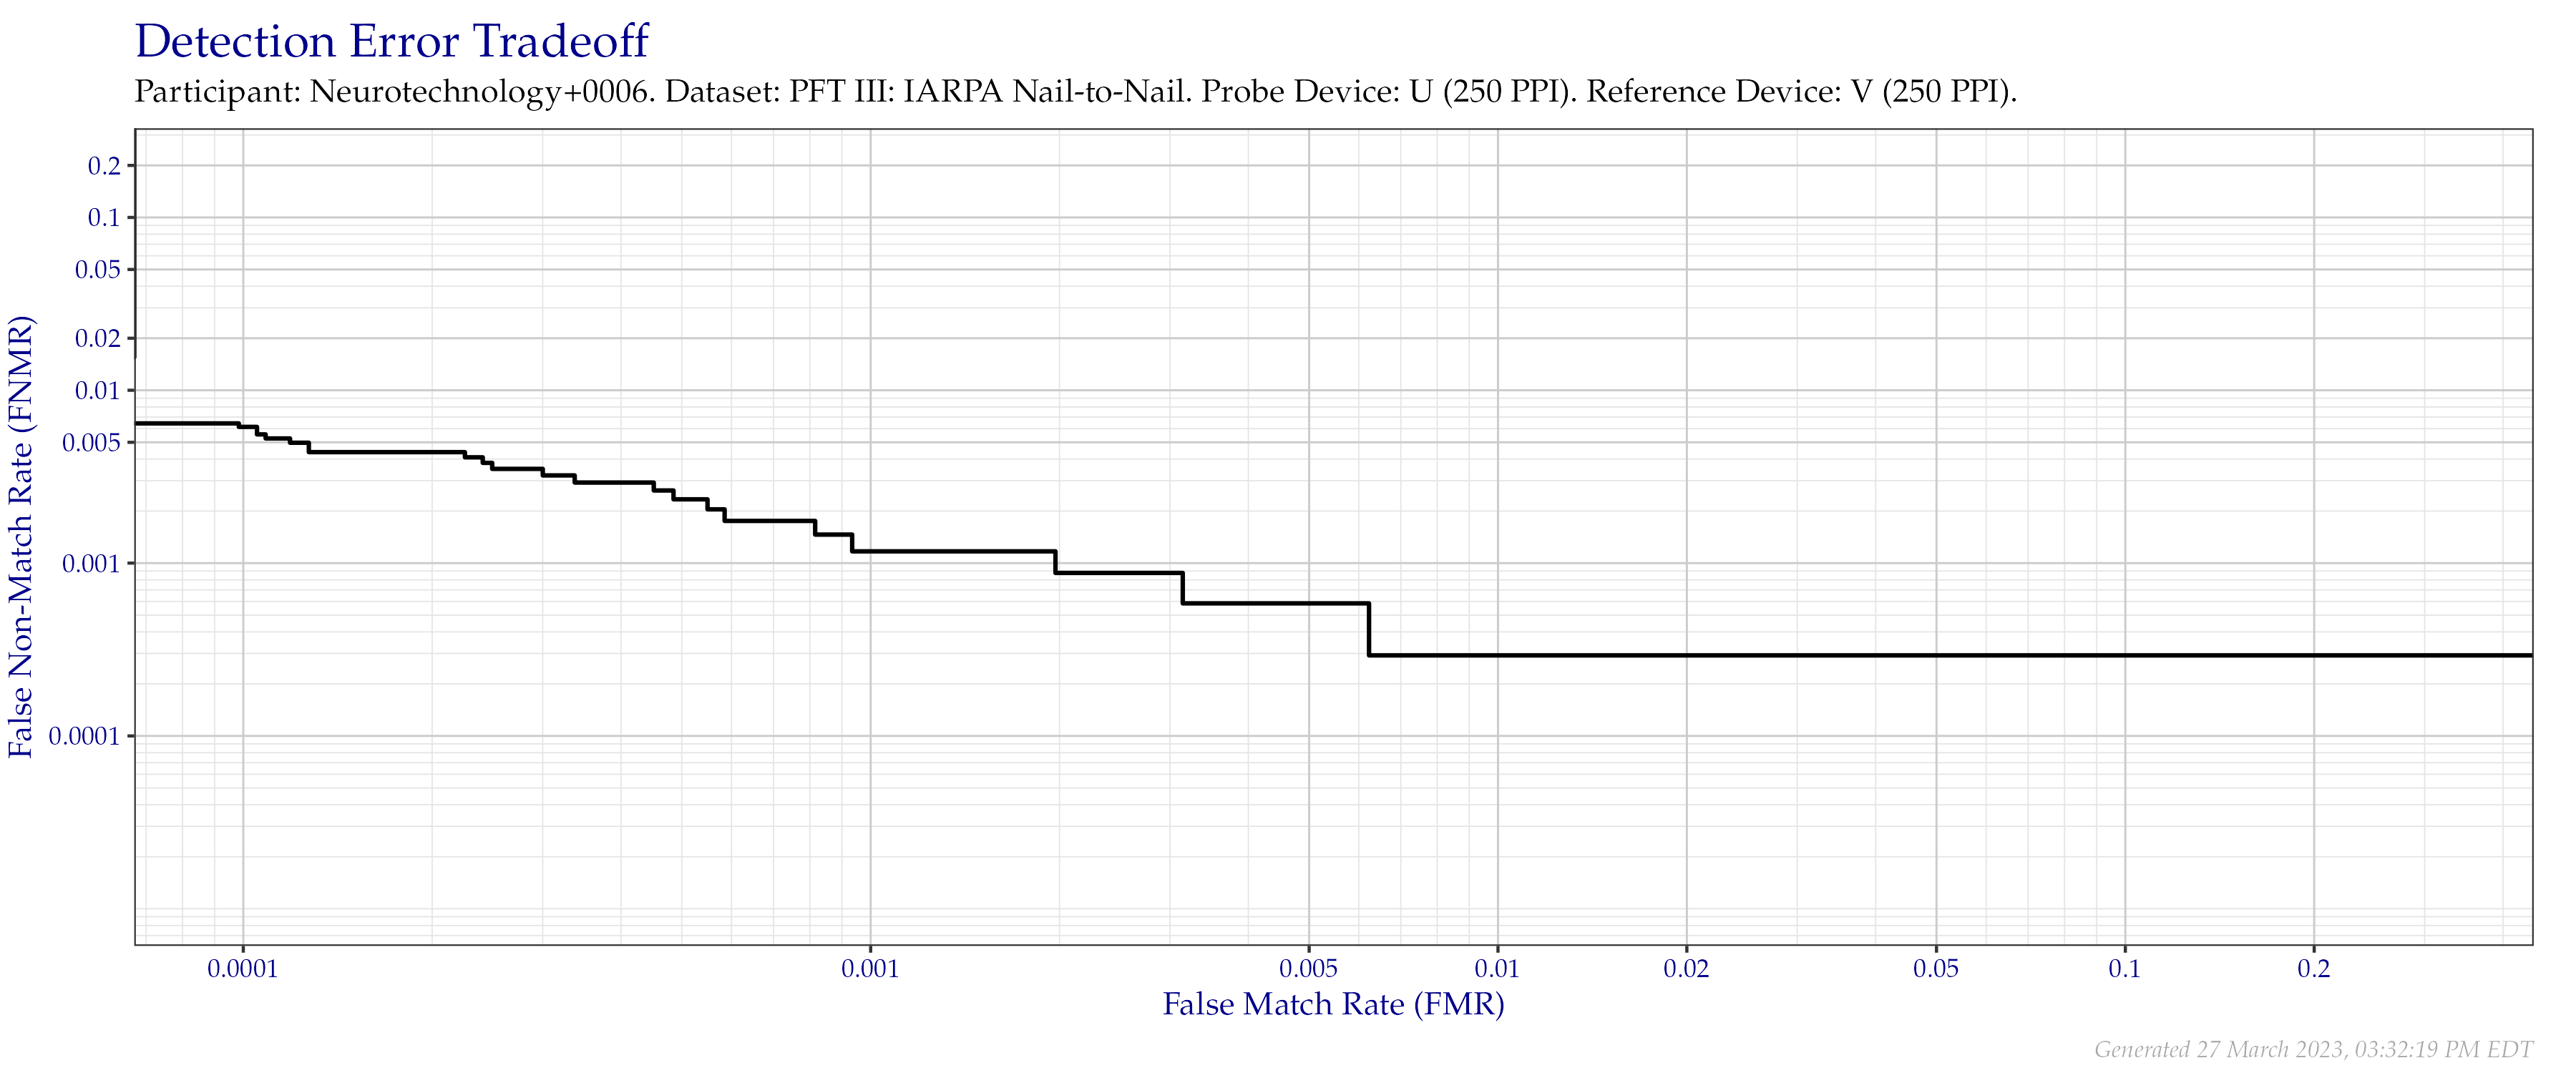 Detection Error Tradeoff
Participant: Neurotechnology+0006. Dataset: PFT III: IARPA Nail-to-Nail. Probe Device: U (250 PPI). Reference Device: V (250 PPI).
False Non-Match Rate (FNMR)
0.2
0.1
0.05
0.02
0.01
0.005
0.001
0.0001
0.0001 0.001 0.005 0.01 0.02 0.05 0.1 0.2
False Match Rate (FMR)
Generated 27 March 2023, 03:32:19 PM EDT